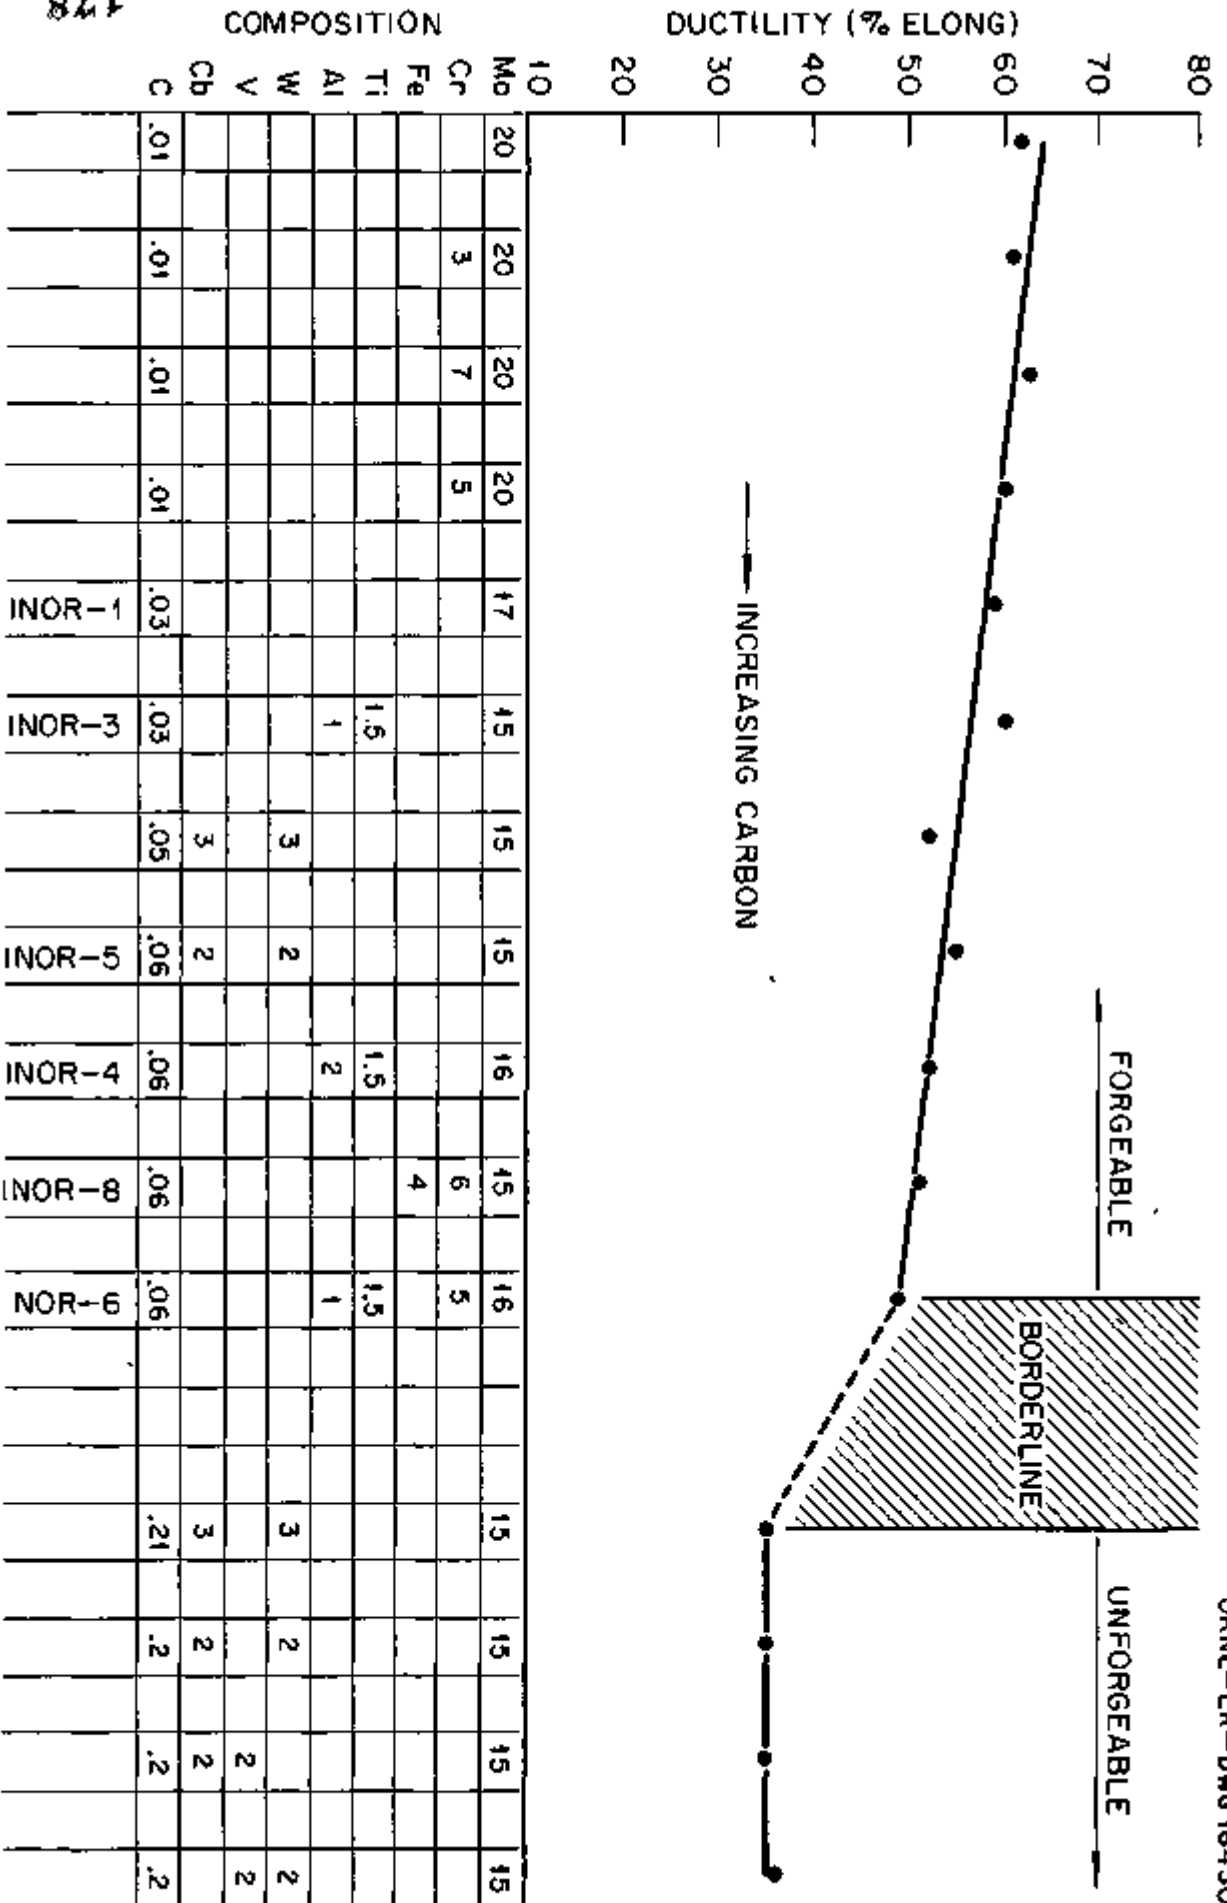 ORNL-LR-DWG
FORGEABLE
UNFORGEABLE
BORDERLINE
INCREASING CARBON
DUCTILITY (% ELONG)
80
70
60
50
40
30
20
10
COMPOSITION
Mo 20 20 20 20 17 15 15 15 16 15 16 15 15 15 15
Cr 3 7 5 6 5
Fe 4
Ti 1.5 1.5 1.5
Al 1 2 1
W 3 2 3 2 2
V 2 2
Cb 3 2 3 2 2
C .01 .01 .01 .01 .03 .03 .05 .06 .06 .06 .06 .21 .2 .2 .2
INOR-1 INOR-3 INOR-5 INOR-4 INOR-8 NOR-6
178